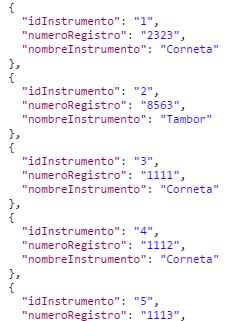 {
"idInstrumento": "1",
"numeroRegistro": "2323",
"nombreInstrumento": "Corneta"
},
{
"idInstrumento": "2",
"numeroRegistro": "8563",
"nombreInstrumento": "Tambor"
},
{
"idInstrumento": "3",
"numeroRegistro": "1111",
"nombreInstrumento": "Corneta"
},
{
"idInstrumento": "4",
"numeroRegistro": "1112",
"nombreInstrumento": "Corneta"
},
{
"idInstrumento": "5",
"numeroRegistro": "1113",